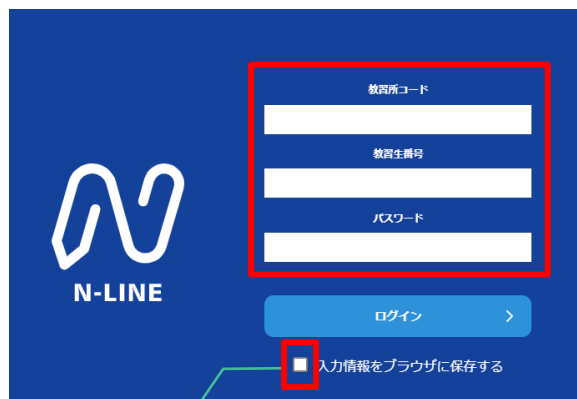 教習所コード
教習生番号
パスワード
N-LINE
ログイン
入力情報をブラウザに保存する